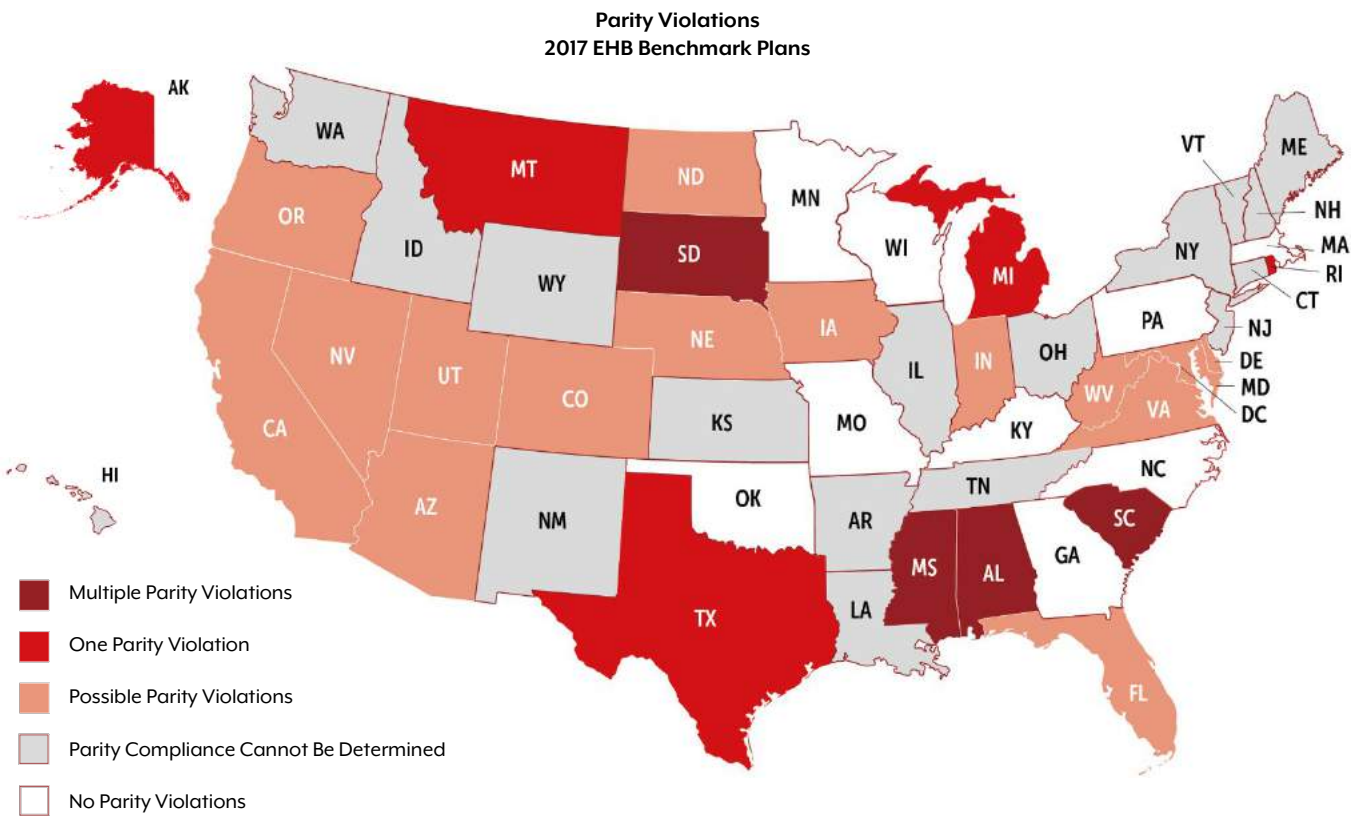 Parity Violations
2017 EHB Benchmark Plans
AK
WA
MT
ND
MN
VT
ME
OR
ID
SD
WI
NH
WY
MI
NY
MA
RI
CT
NV
UT
NE
IA
PA
NJ
CO
IL
IN
OH
DE
MD
DC
CA
KS
MO
WV
VA
KY
HI
AZ
NM
OK
AR
TN
NC
SC
MS
AL
GA
TX
LA
FL
Multiple Parity Violations
One Parity Violation
Possible Parity Violations
Parity Compliance Cannot Be Determined
No Parity Violations